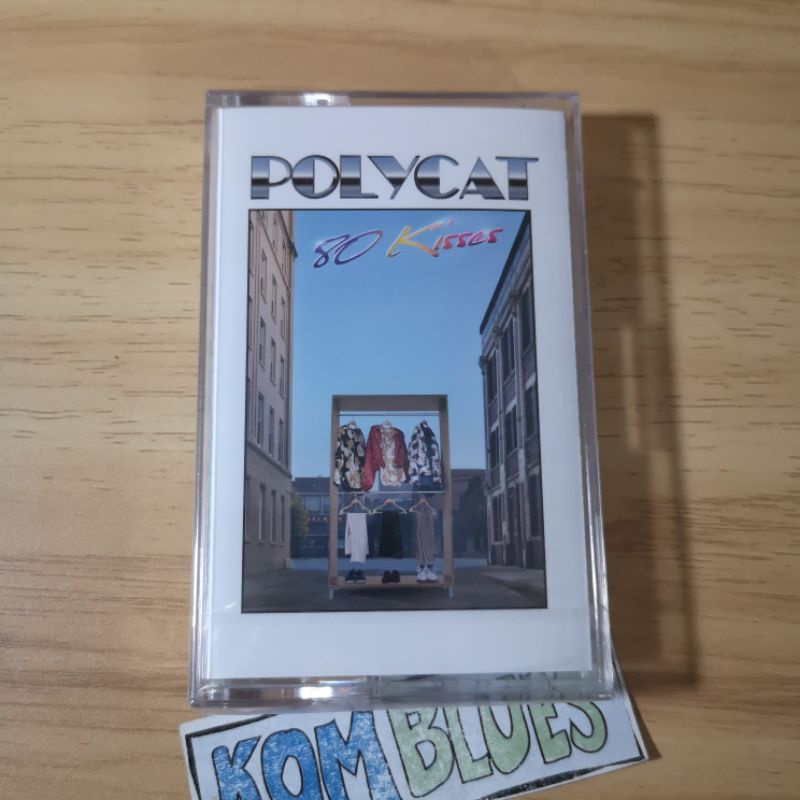 POLYCAT
80 Kisses
KOM BLUES